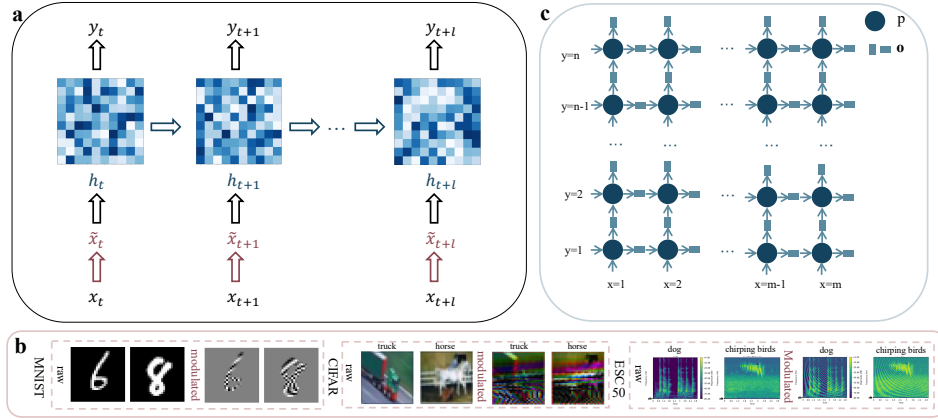 a
y_t y_{t+1} y_{t+l}
...
h_t h_{t+1} h_{t+l}
x̃_t x̃_{t+1} x̃_{t+l}
x_t x_{t+1} x_{t+l}
c
p
o
y=n
...
y=n-1
... ...
y=2
...
y=1
...
x=1 x=2 x=m-1 x=m
b
MNIST
raw
modulated
CIFAR
raw
truck horse
modulated
truck horse
ESC 50
raw
dog chirping birds
Modulated
dog chirping birds